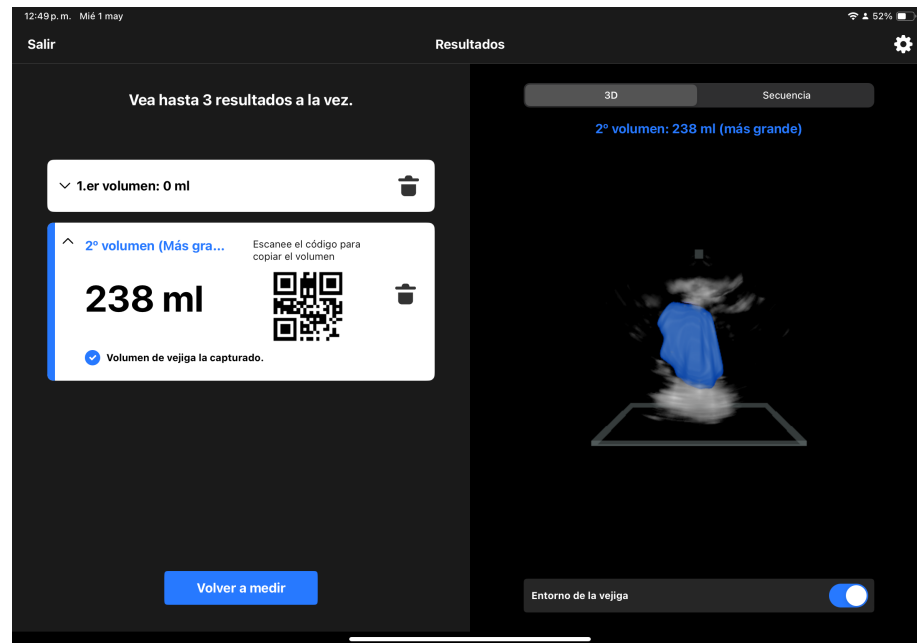 12:49 p. m. Mié 1 may
52%
Salir
Resultados
Vea hasta 3 resultados a la vez.
1.er volumen: 0 ml
2º volumen (Más gra...
Escanee el código para
copiar el volumen
238 ml
Volumen de vejiga la capturado.
Volver a medir
3D
Secuencia
2º volumen: 238 ml (más grande)
Entorno de la vejiga